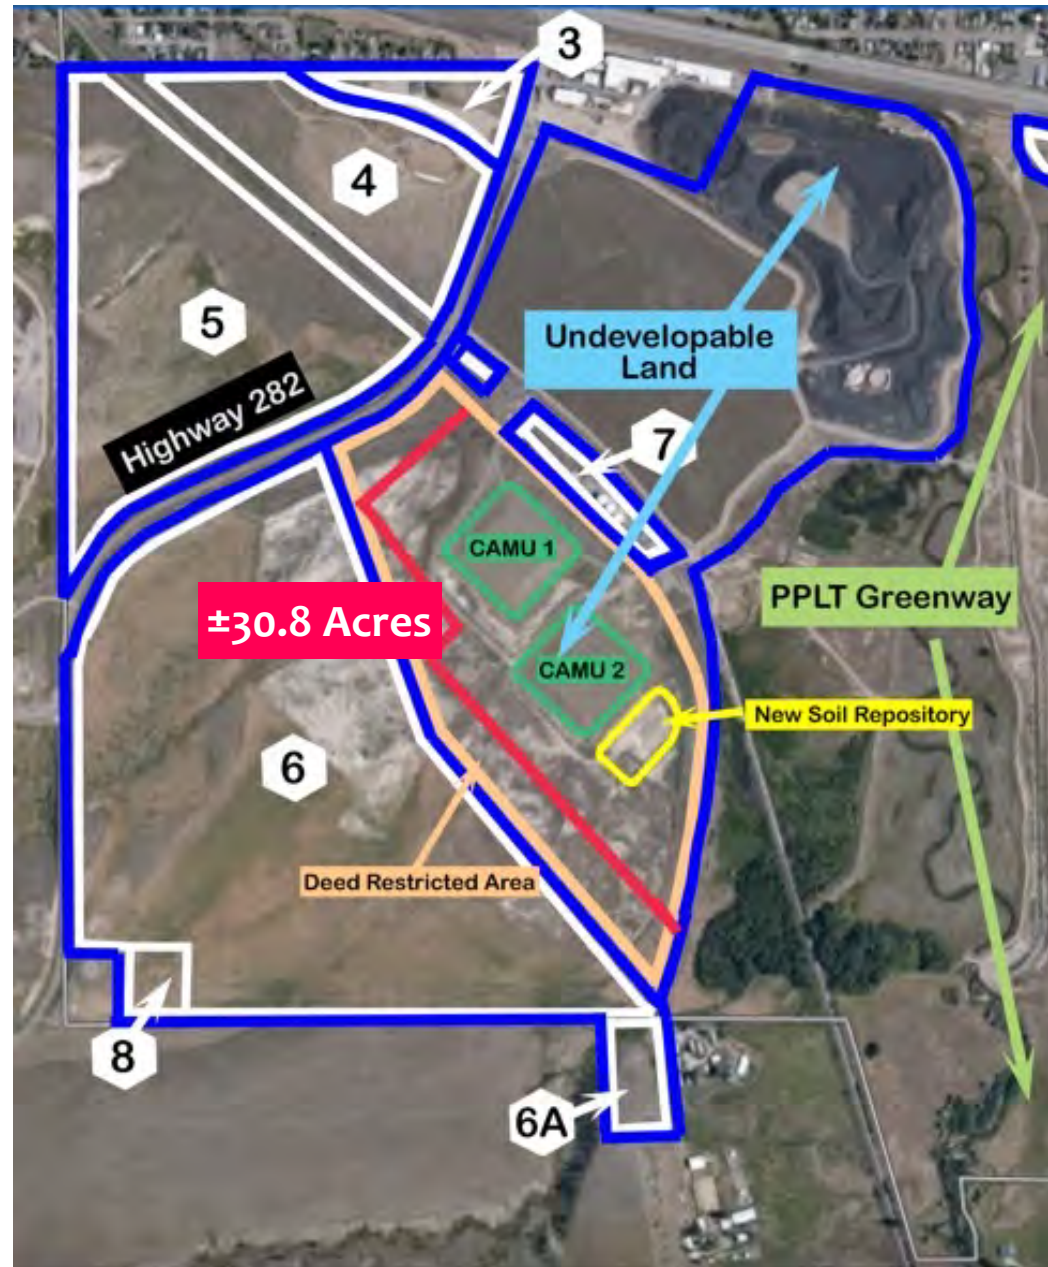 3
4
5
Undevelopable
Land
Highway 282
7
CAMU 1
PPLT Greenway
±30.8 Acres
CAMU 2
New Soil Repository
6
Deed Restricted Area
8
6A